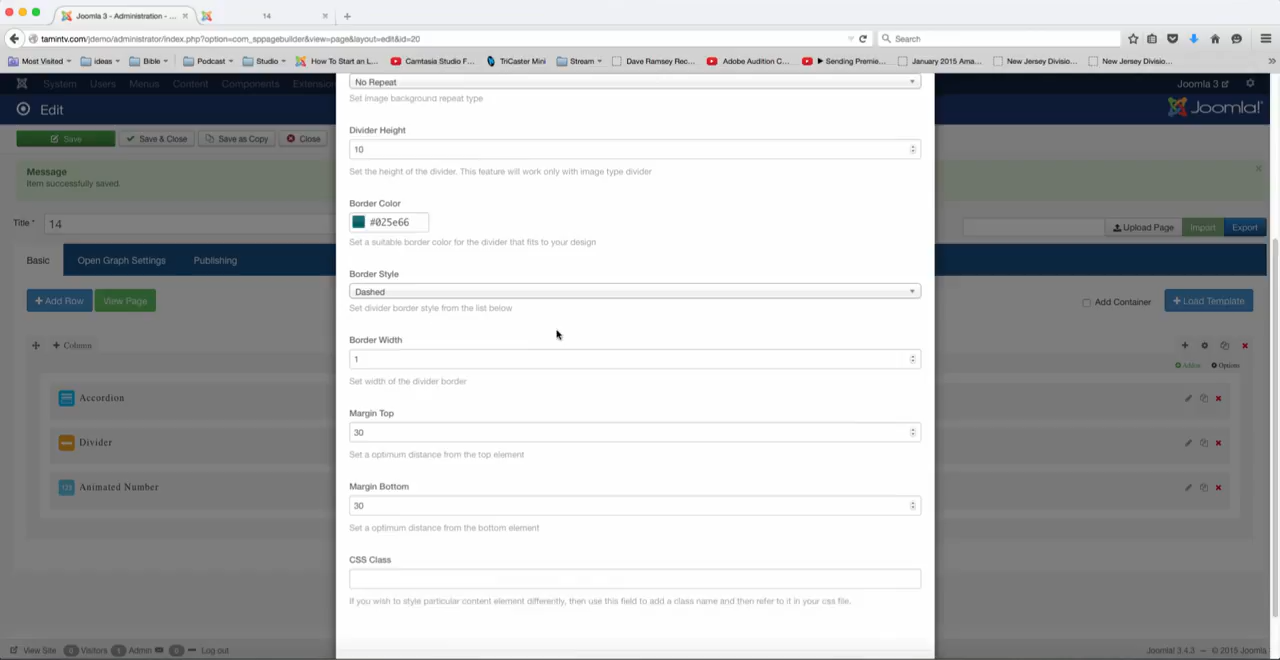 Joomla 3 - Administration - ...
14
tamintv.com/jdemo/administrator/index.php?option=com_sppagebuilder&view=page&layout=edit&id=20
Search
Most Visited ideas Bible Podcast Studio How To Start an L... Camtasia Studio F... TriCaster Mini Stream Dave Ramsey Rec... Adobe Audition C... Sending Premie... January 2015 Ama... New Jersey Divisio... New Jersey Divisio...
System Users Menus Content Components Extension Joomla 3
No Repeat
Set image background repeat type
Edit
Joomla!
Divider Height
Save Save & Close Save as Copy Close
10
Set the height of the divider. This feature will work only with image type divider
Message
Item successfully saved.
Border Color
Title * 14
#025e66
Upload Page Import Export
Set a suitable border color for the divider that fits to your design
Basic Open Graph Settings Publishing
Border Style
Dashed
+ Add Row View Page
Add Container + Load Template
Set divider border style from the list below
Border Width
+ Column
1
Addon Options
Set width of the divider border
Accordion
Margin Top
30
Divider
Set a optimum distance from the top element
Animated Number
Margin Bottom
30
Set a optimum distance from the bottom element
CSS Class
If you wish to style particular content element differently, then use this field to add a class name and then refer to it in your css file.
View Site 0 Visitors 1 Admin 0 Log out
Joomla! 3.4.3 — © 2015 Joomla